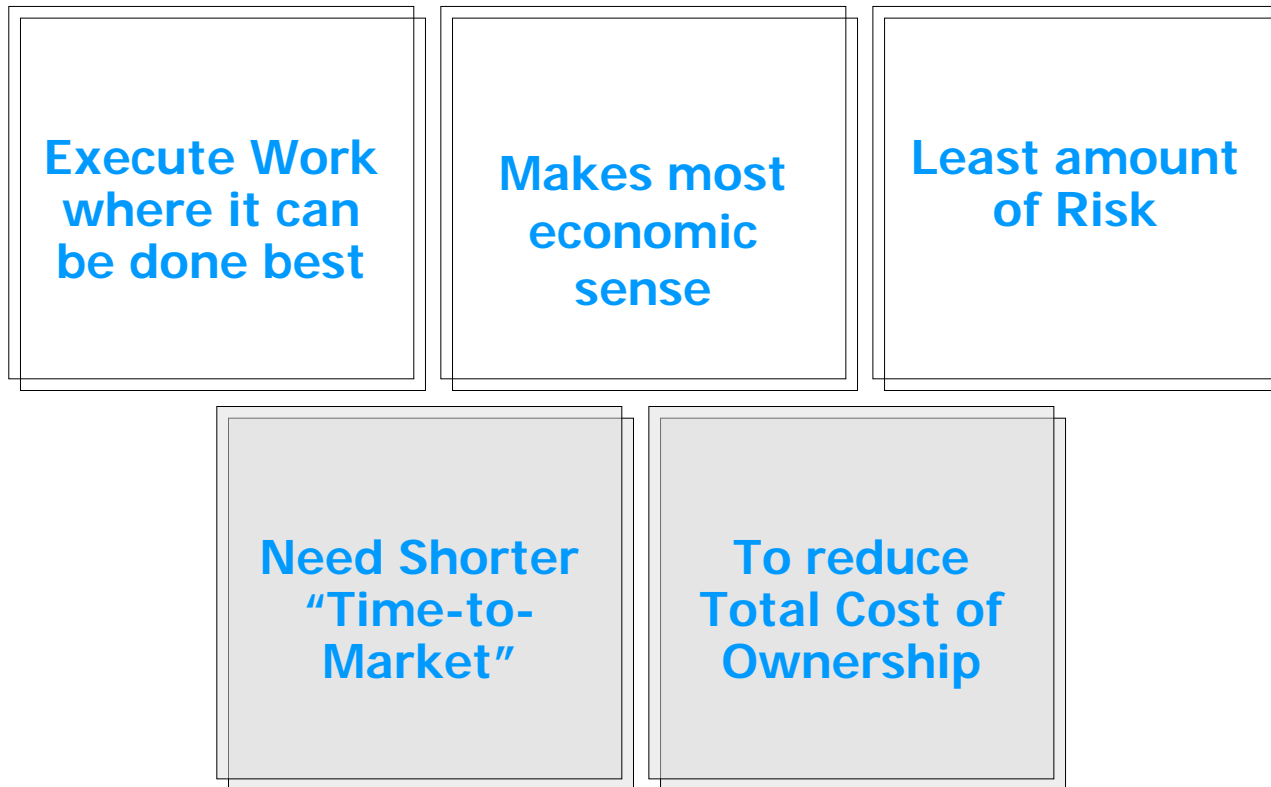 Execute Work
where it can
be done best
Makes most
economic
sense
Least amount
of Risk
Need Shorter
“Time-to-
Market”
To reduce
Total Cost of
Ownership